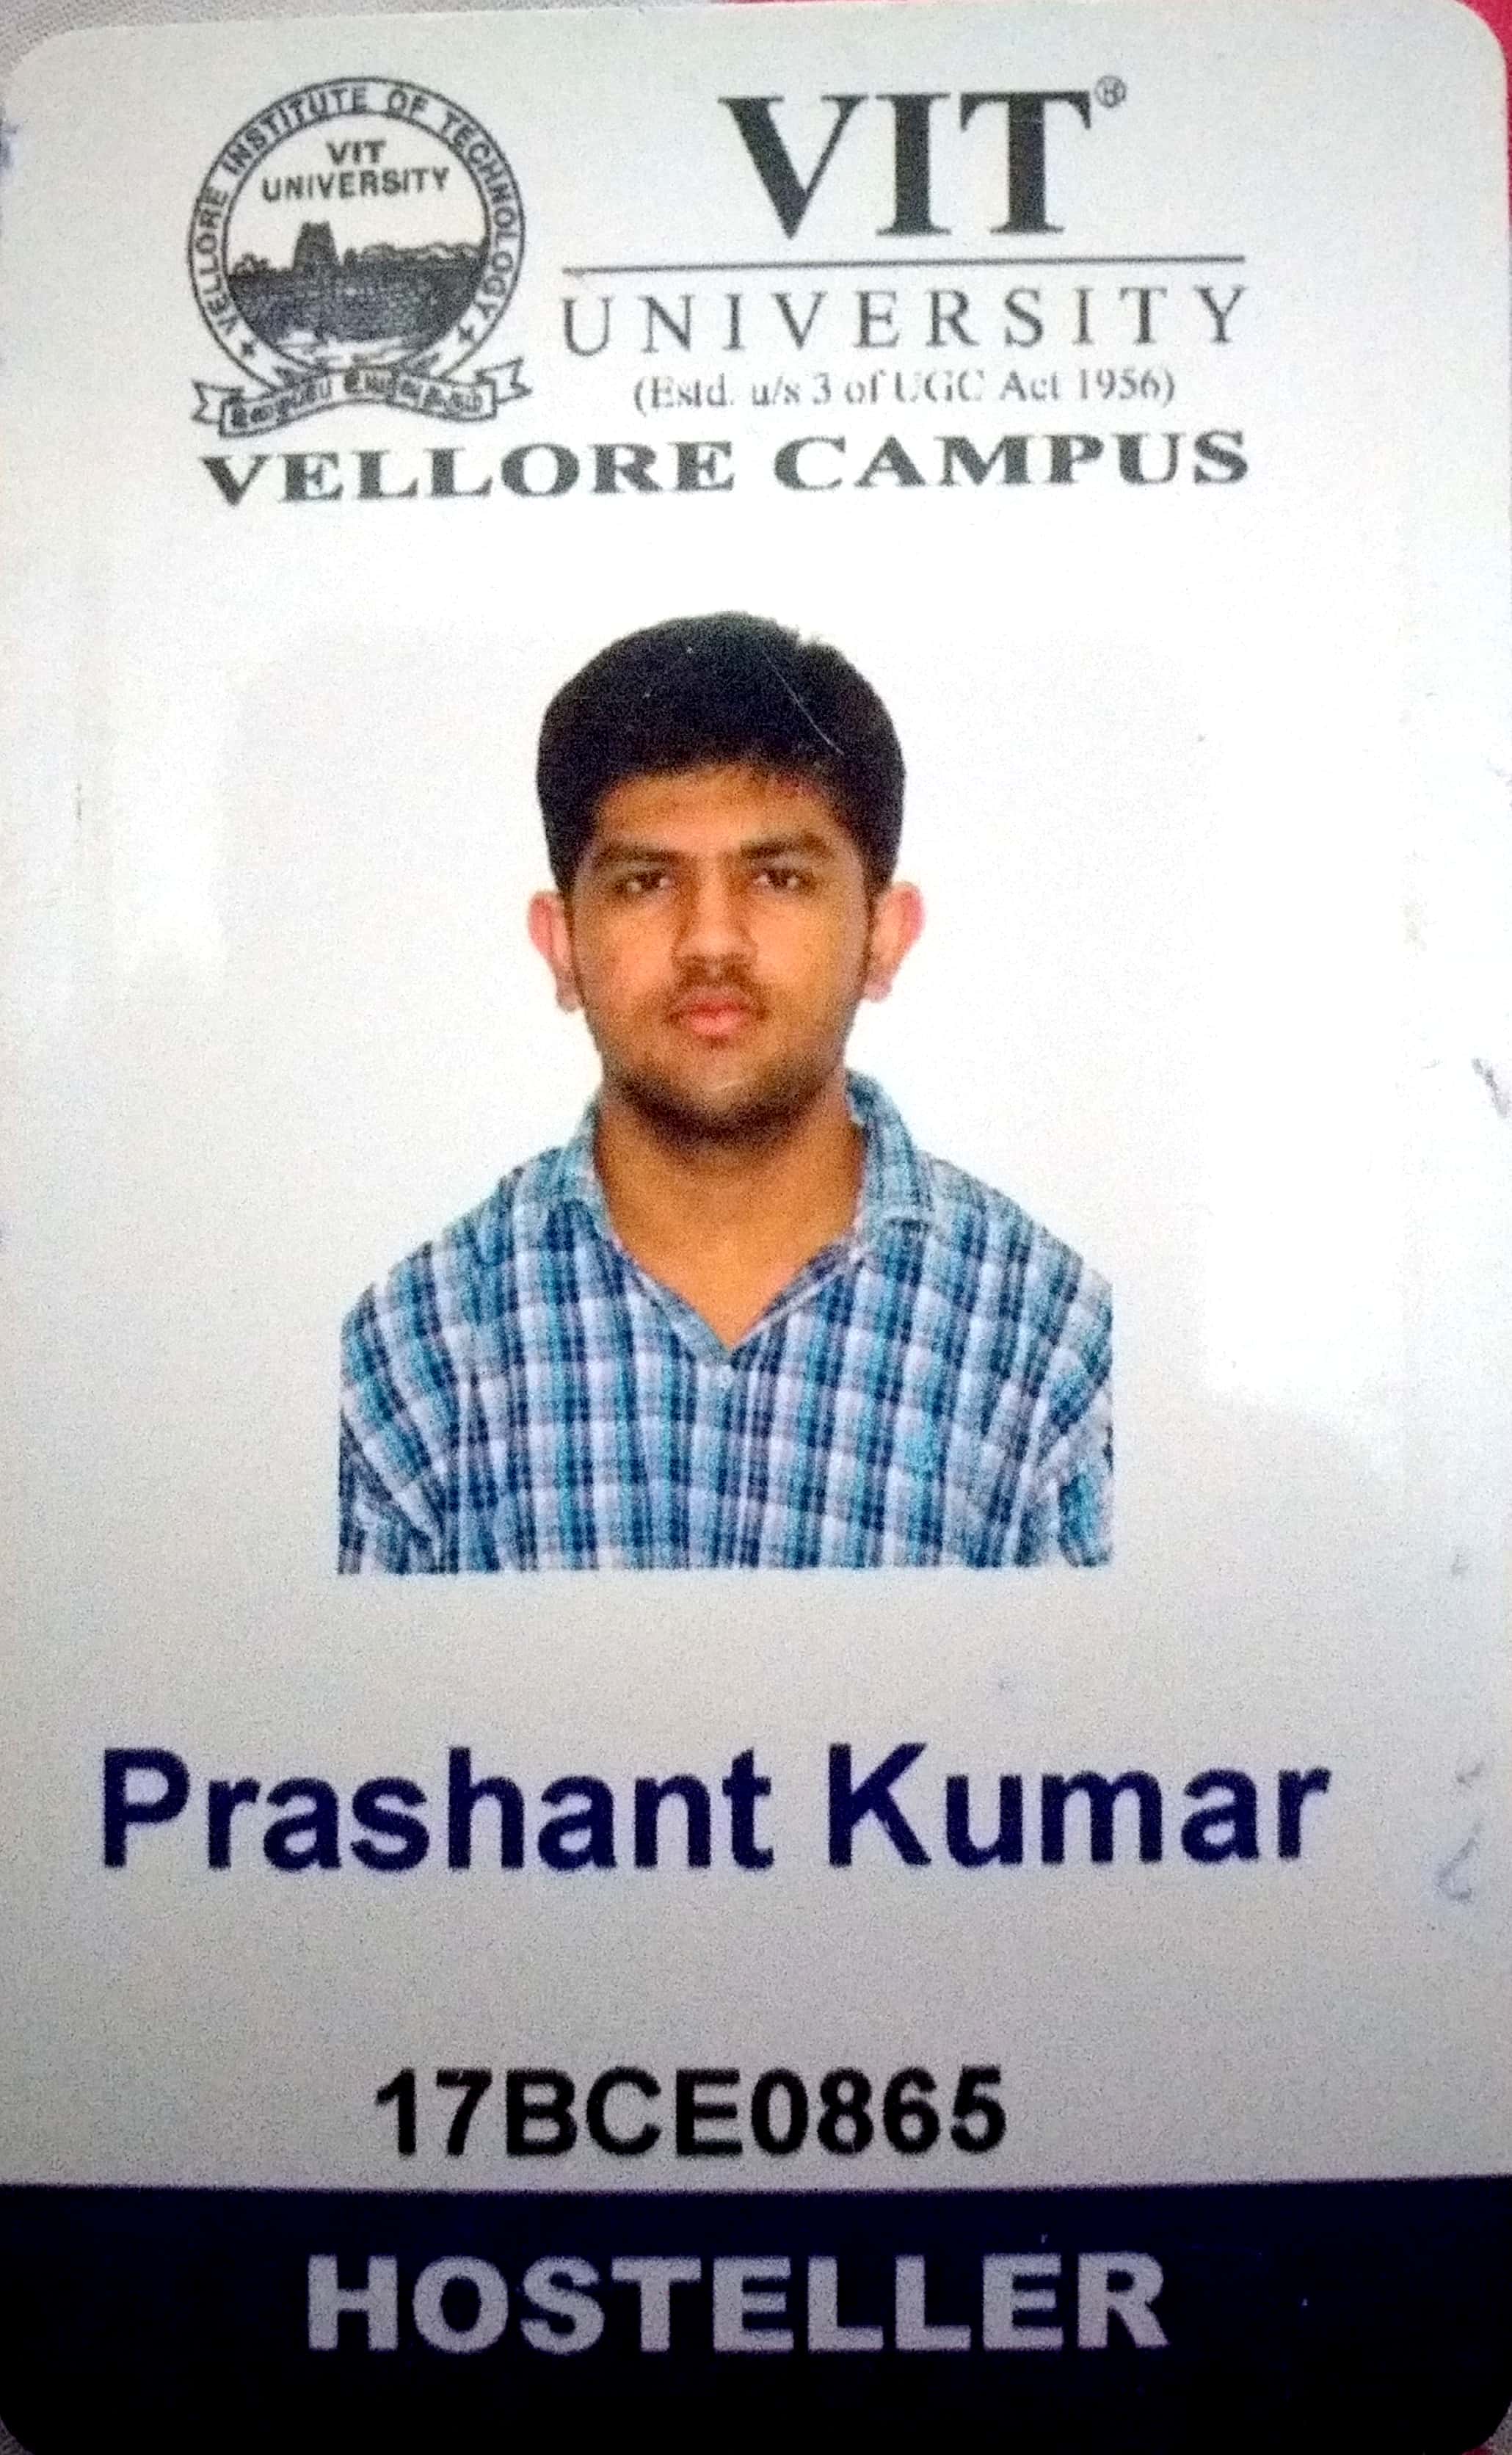 VELLORE INSTITUTE OF TECHNOLOGY
VIT
UNIVERSITY
VIT®
UNIVERSITY
(Estd. u/s 3 of UGC Act 1956)
VELLORE CAMPUS
Prashant Kumar
17BCE0865
HOSTELLER